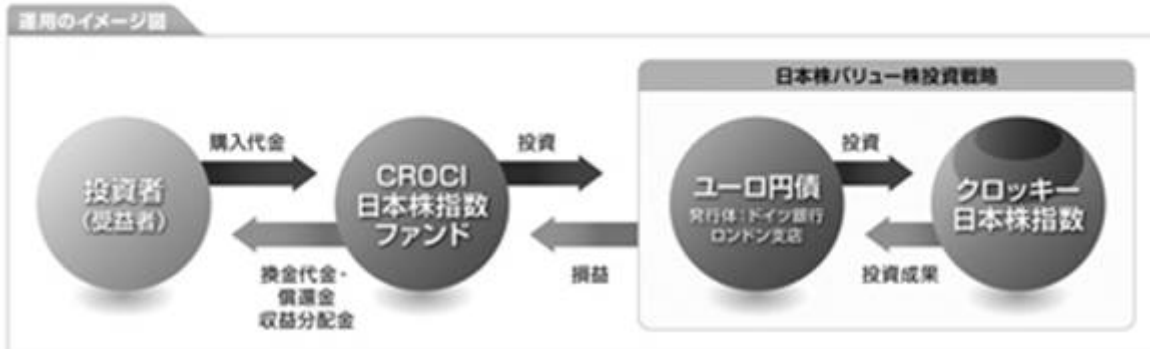 運用のイメージ図
日本株バリュー株投資戦略
購入代金
投資
投資
投資者
(受益者)
CROCI
日本株指数
ファンド
ユーロ円債
発行体:ドイツ銀行
ロンドン支店
クロッキー
日本株指数
換金代金・
償還金
収益分配金
損益
投資成果